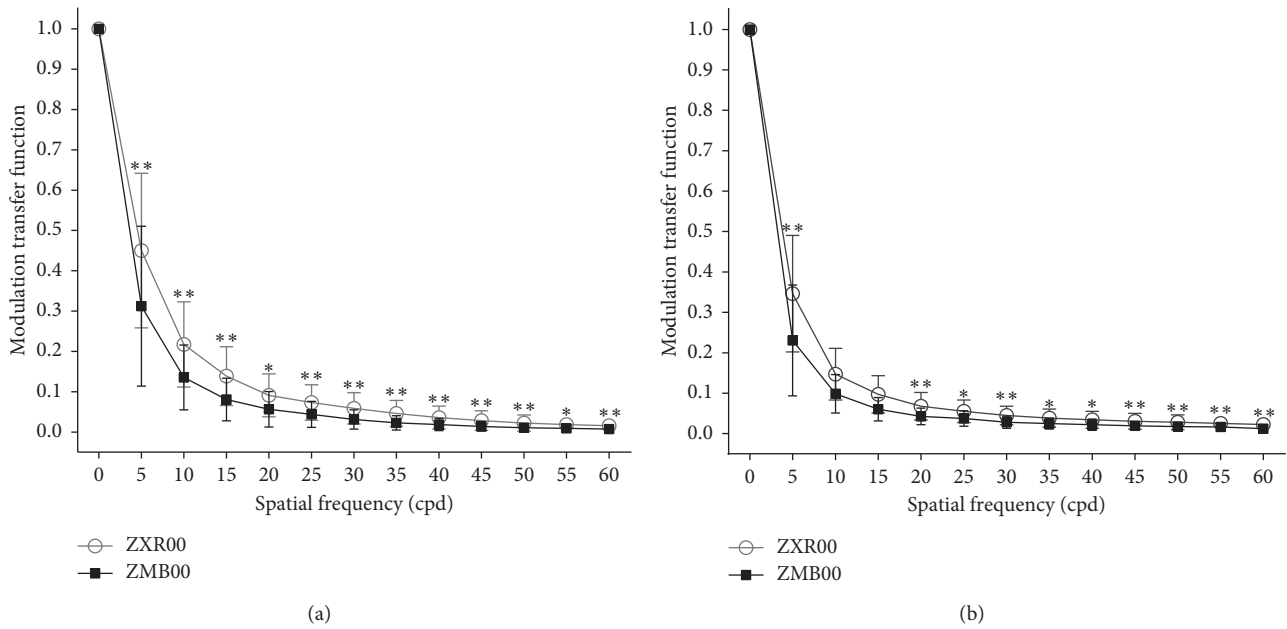 Modulation transfer function
1.0
0.9
0.8
0.7
0.6
0.5
0.4
0.3
0.2
0.1
0.0
** ** ** * ** ** ** ** ** ** * **
0 5 10 15 20 25 30 35 40 45 50 55 60
Spatial frequency (cpd)
ZXR00
ZMB00
(a)
Modulation transfer function
1.0
0.9
0.8
0.7
0.6
0.5
0.4
0.3
0.2
0.1
0.0
** ** * ** * * ** ** ** **
0 5 10 15 20 25 30 35 40 45 50 55 60
Spatial frequency (cpd)
ZXR00
ZMB00
(b)